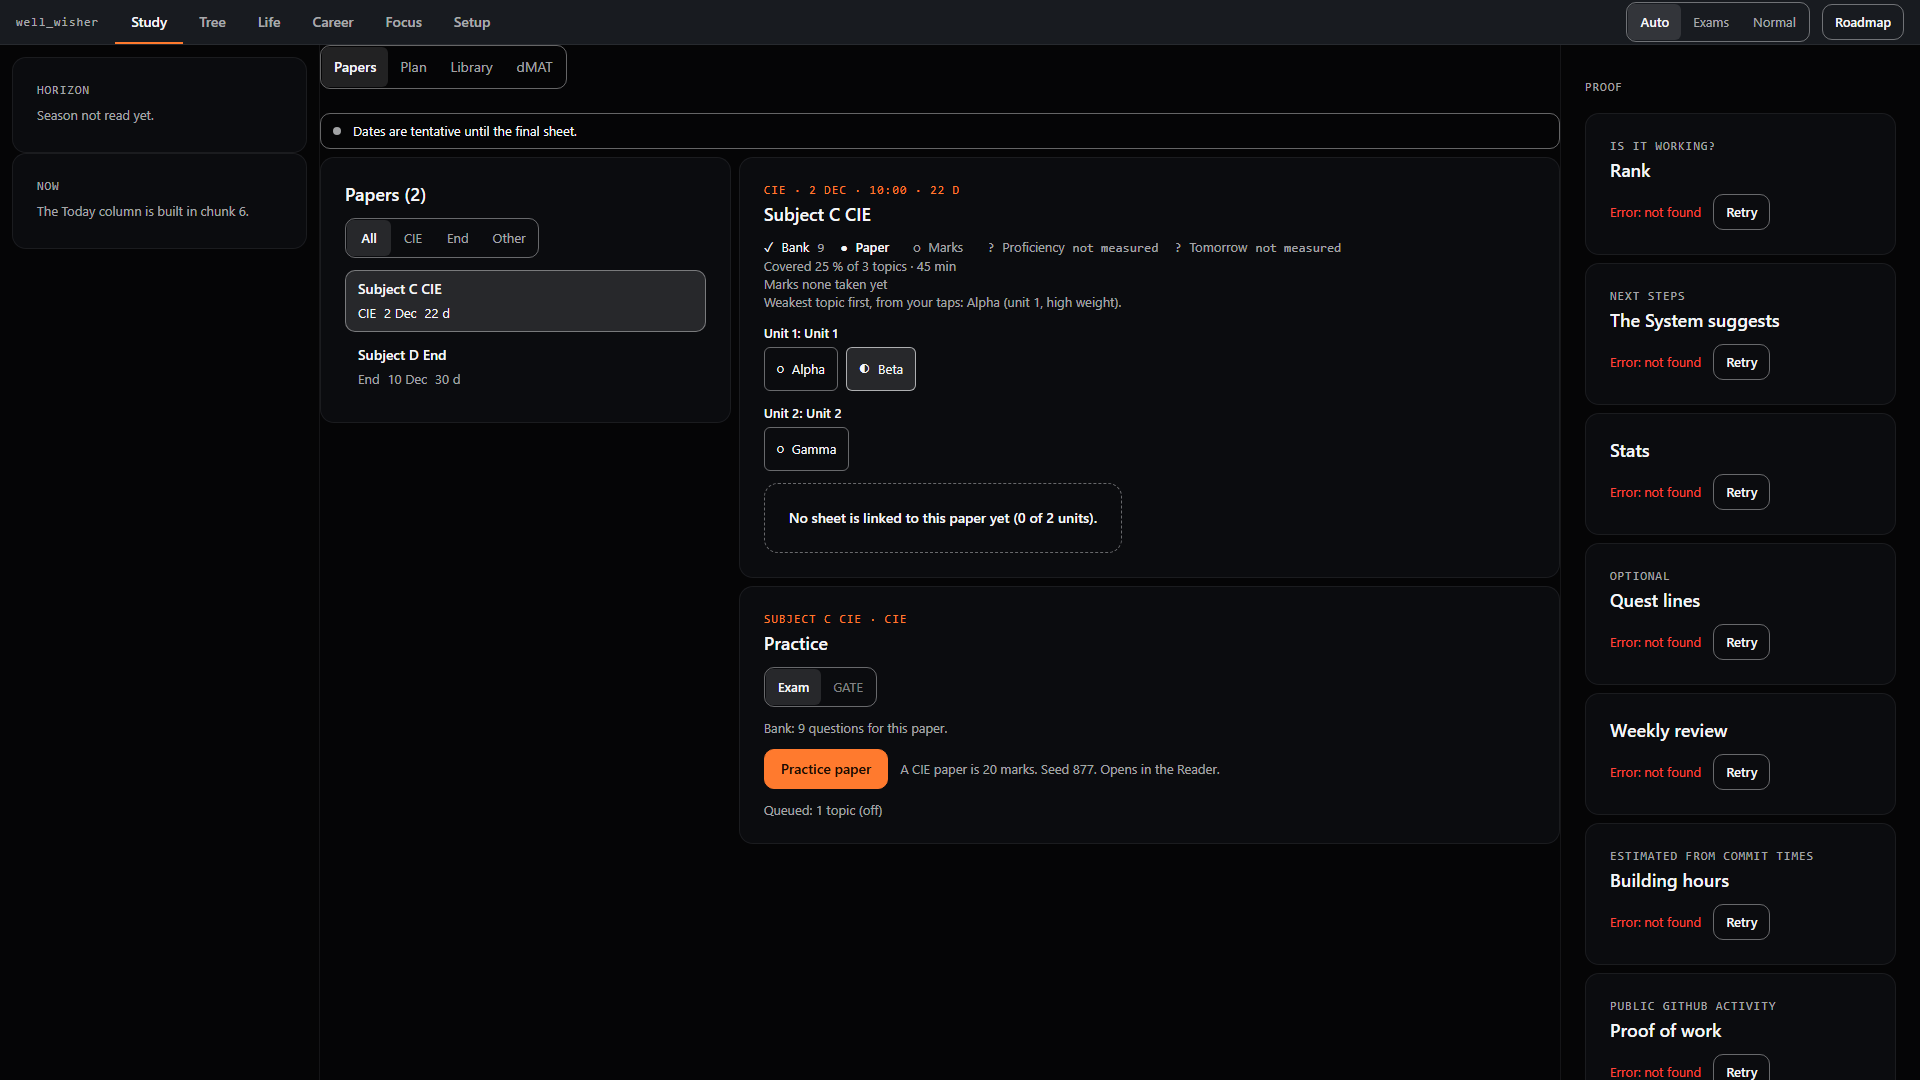 well_wisher Study Tree Life Career Focus Setup Auto Exams Normal Roadmap
HORIZON
Season not read yet.
NOW
The Today column is built in chunk 6.
Papers Plan Library dMAT
Dates are tentative until the final sheet.
Papers (2)
All CIE End Other
Subject C CIE
CIE 2 Dec 22 d
Subject D End
End 10 Dec 30 d
CIE · 2 DEC · 10:00 · 22 D
Subject C CIE
✓ Bank 9 ● Paper ○ Marks ? Proficiency not measured ? Tomorrow not measured
Covered 25 % of 3 topics · 45 min
Marks none taken yet
Weakest topic first, from your taps: Alpha (unit 1, high weight).
Unit 1: Unit 1
○ Alpha ◐ Beta
Unit 2: Unit 2
○ Gamma
No sheet is linked to this paper yet (0 of 2 units).
SUBJECT C CIE · CIE
Practice
Exam GATE
Bank: 9 questions for this paper.
Practice paper A CIE paper is 20 marks. Seed 877. Opens in the Reader.
Queued: 1 topic (off)
PROOF
IS IT WORKING?
Rank
Error: not found Retry
NEXT STEPS
The System suggests
Error: not found Retry
Stats
Error: not found Retry
OPTIONAL
Quest lines
Error: not found Retry
Weekly review
Error: not found Retry
ESTIMATED FROM COMMIT TIMES
Building hours
Error: not found Retry
PUBLIC GITHUB ACTIVITY
Proof of work
Error: not found Retry